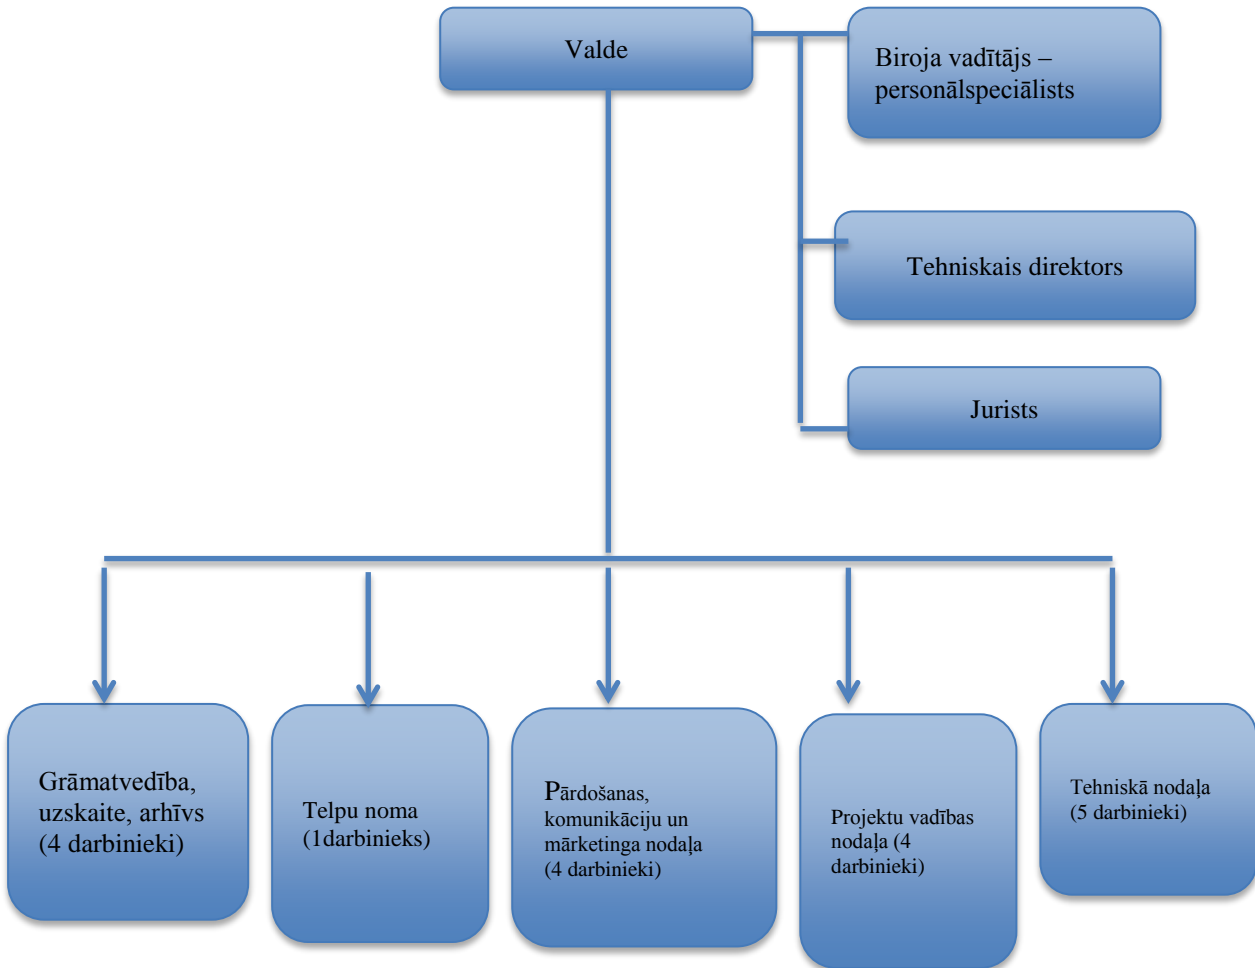 Valde
Biroja vadītājs –
personālspeciālists
Tehniskais direktors
Jurists
Grāmatvedība,
uzskaite, arhīvs
(4 darbinieki)
Telpu noma
(1darbinieks)
Pārdošanas,
komunikāciju un
mārketinga nodaļa
(4 darbinieki)
Projektu vadības
nodaļa (4
darbinieki)
Tehniskā nodaļa
(5 darbinieki)